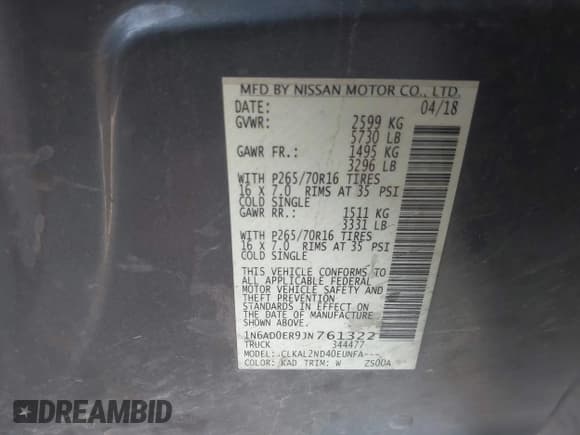 MFD BY NISSAN MOTOR CO., LTD.
DATE: 04/18
GVWR: 2599 KG
5730 LB
GAWR FR.: 1495 KG
3296 LB
WITH P265/70R16 TIRES
16 X 7.0 RIMS AT 35 PSI
COLD SINGLE
GAWR RR.: 1511 KG
3331 LB
WITH P265/70R16 TIRES
16 X 7.0 RIMS AT 35 PSI
COLD SINGLE
THIS VEHICLE CONFORMS TO
ALL APPLICABLE FEDERAL
MOTOR VEHICLE SAFETY AND
THEFT PREVENTION
STANDARDS IN EFFECT ON
THE DATE OF MANUFACTURE
SHOWN ABOVE.
1N6AD0ER9JN761322
TRUCK 344477
MODEL: CLKAL2ND40EUNFA---
COLOR: KAD TRIM: W ZS00A
DREAMBID